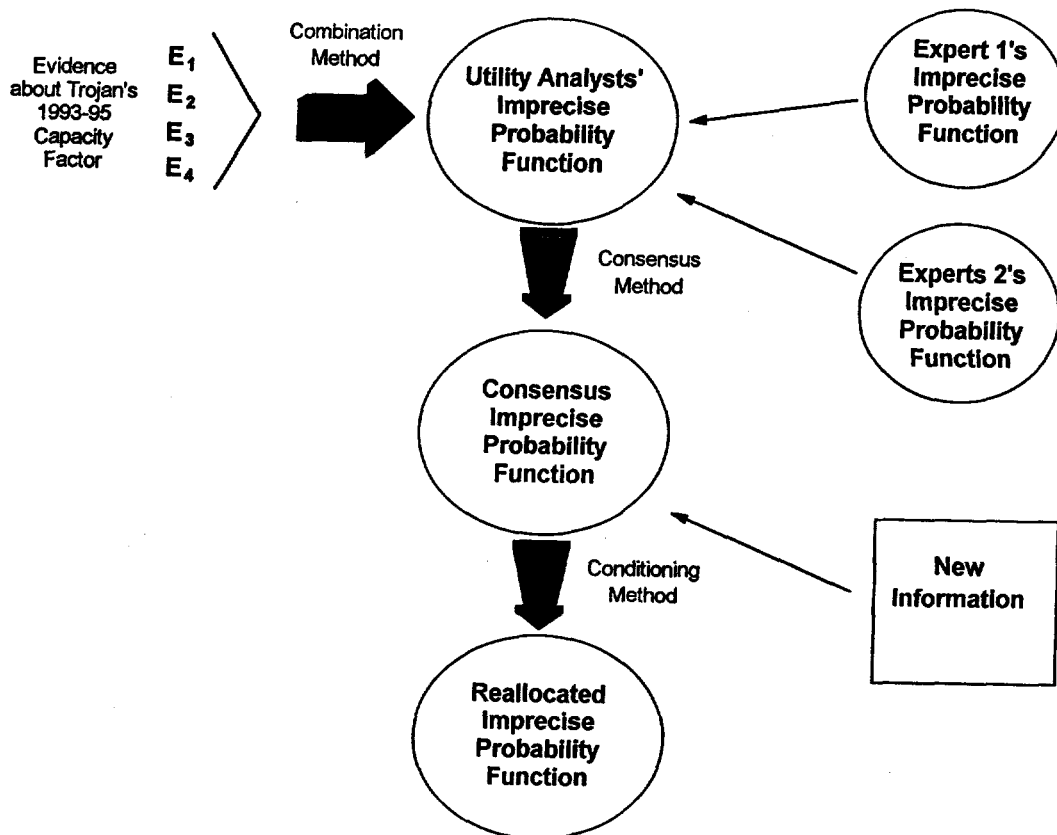 Evidence
about Trojan's
1993-95
Capacity
Factor
E1
E2
E3
E4
Combination
Method
Utility Analysts'
Imprecise
Probability
Function
Expert 1's
Imprecise
Probability
Function
Experts 2's
Imprecise
Probability
Function
Consensus
Method
Consensus
Imprecise
Probability
Function
New
Information
Conditioning
Method
Reallocated
Imprecise
Probability
Function